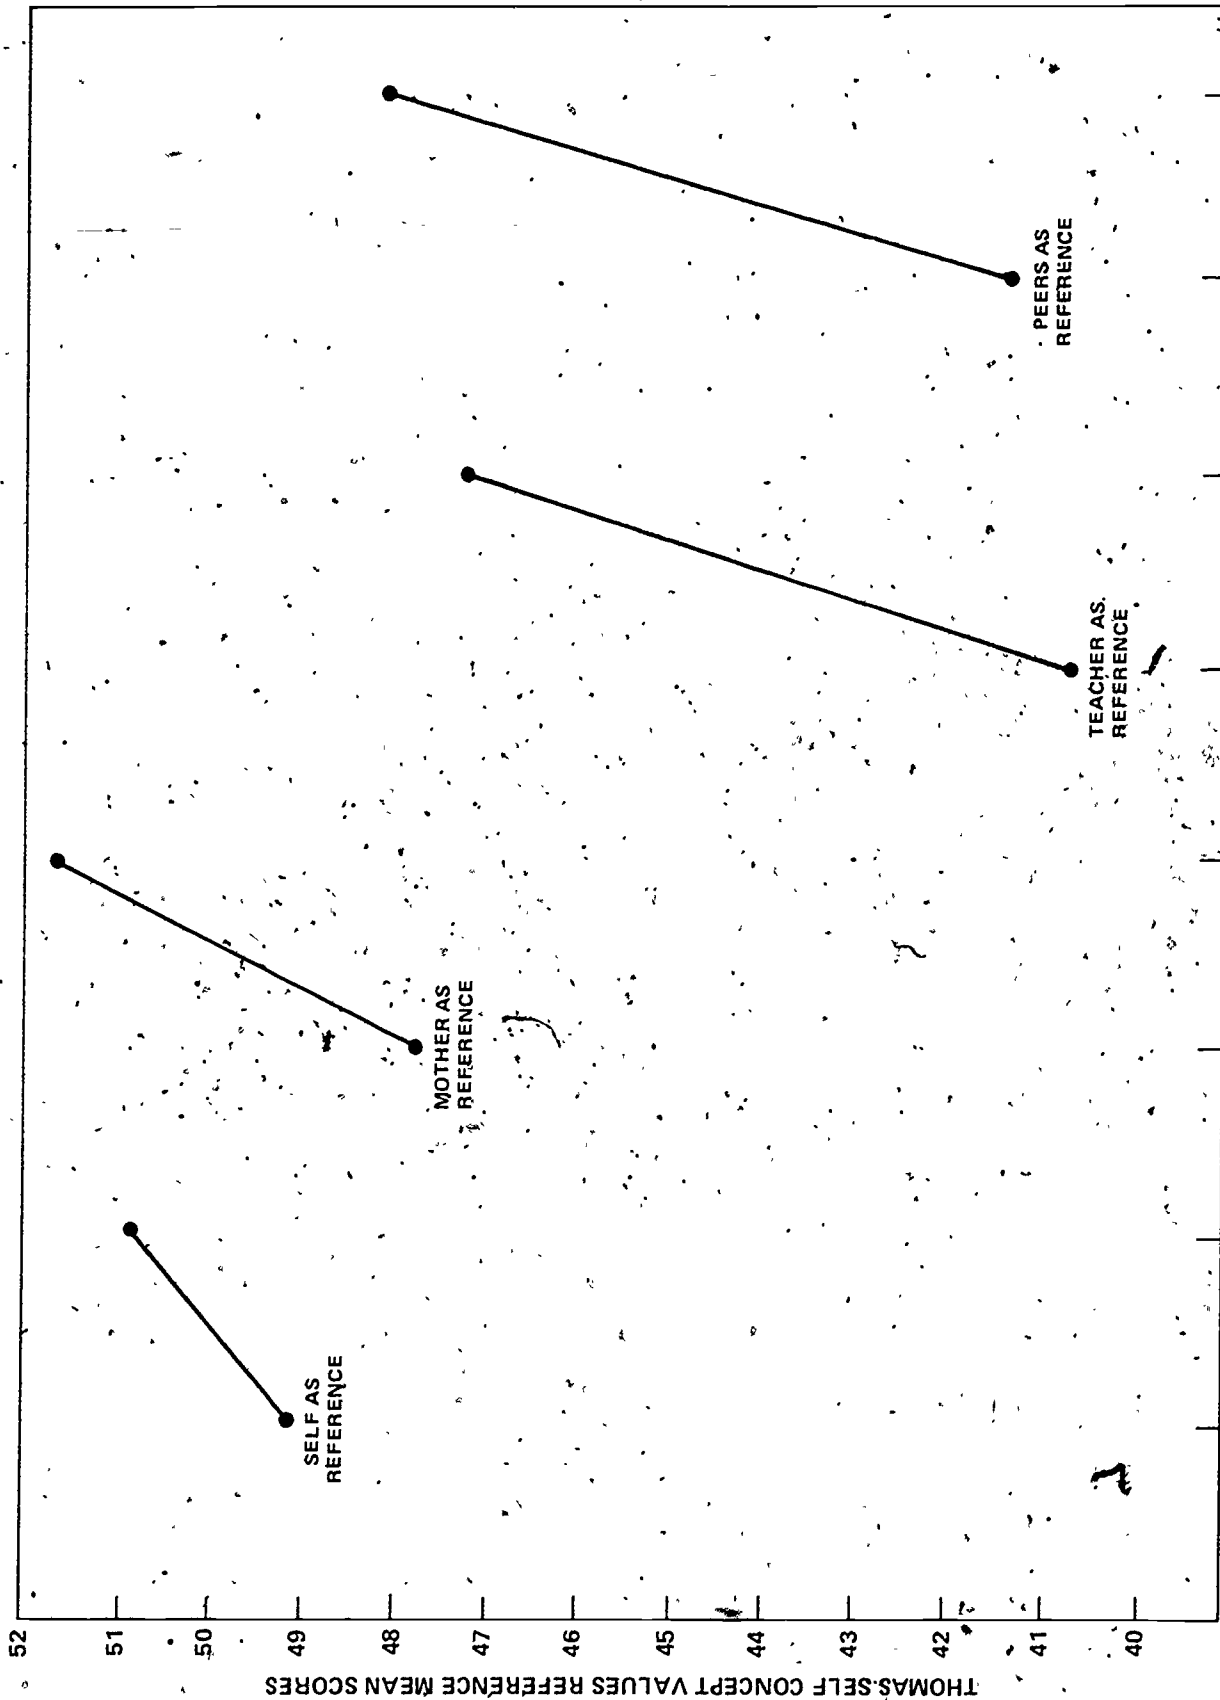 THOMAS SELF CONCEPT VALUES REFERENCE MEAN SCORES
52
51
50
49
48
47
46
45
44
43
42
41
40
SELF AS
REFERENCE
MOTHER AS
REFERENCE
TEACHER AS
REFERENCE
PEERS AS
REFERENCE